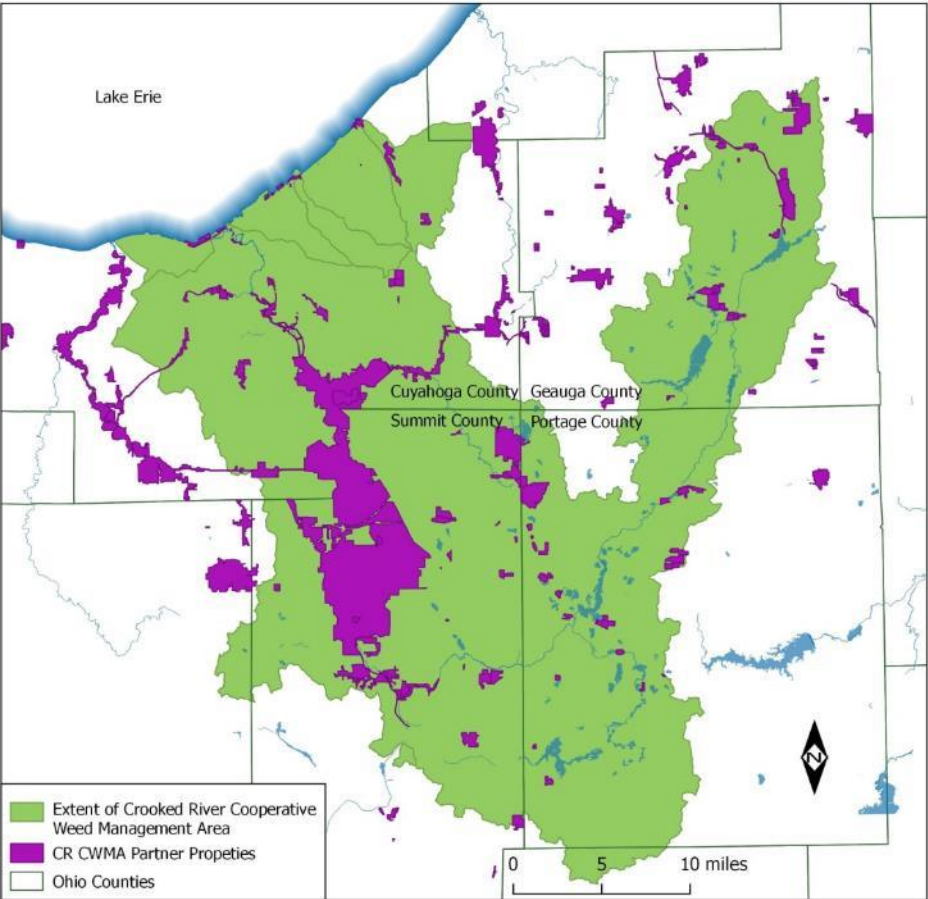 Lake Erie
Cuyahoga County
Geauga County
Summit County
Portage County
N
Extent of Crooked River Cooperative
Weed Management Area
CR CWMA Partner Propeties
Ohio Counties
0 5 10 miles